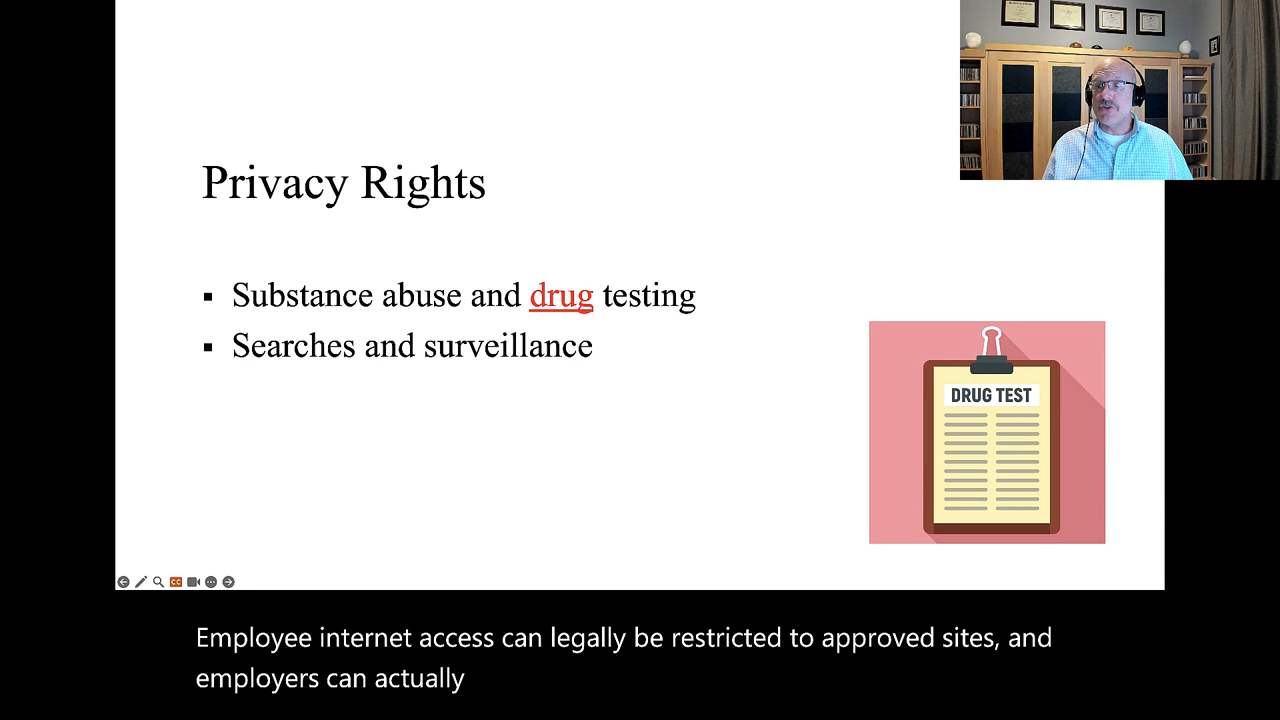 Privacy Rights
▪ Substance abuse and drug testing
▪ Searches and surveillance
DRUG TEST
CC
Employee internet access can legally be restricted to approved sites, and
employers can actually